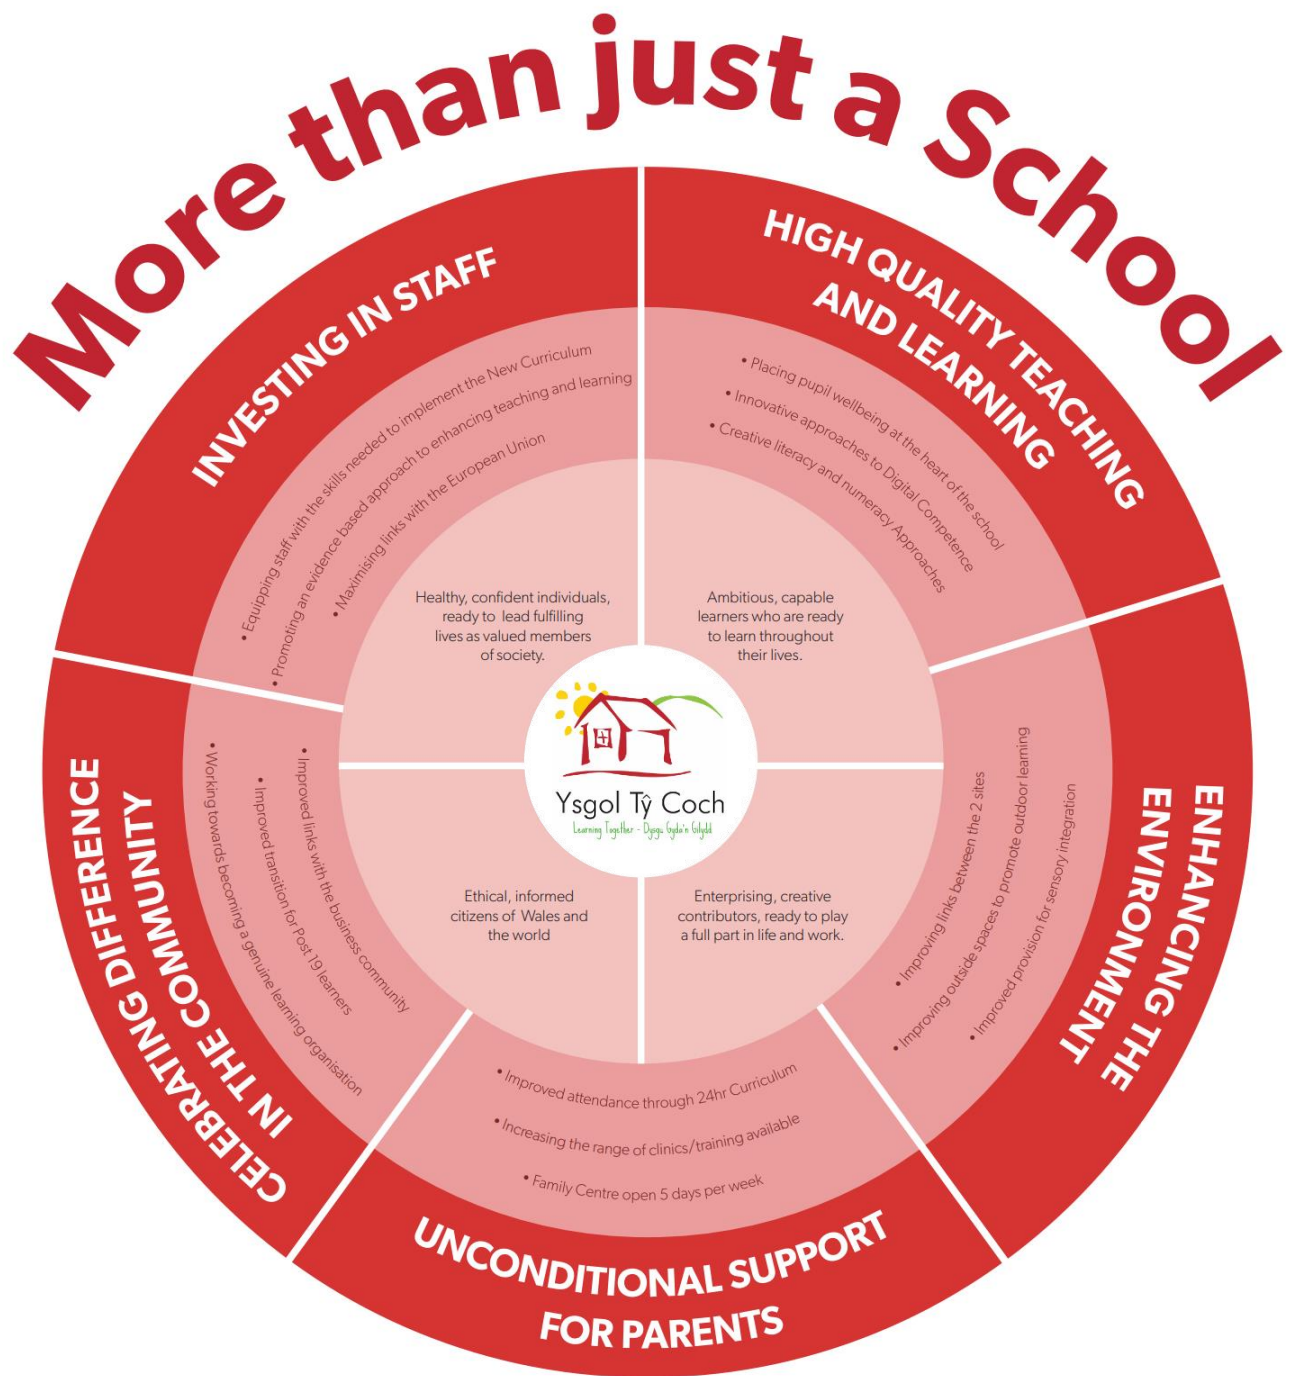 More than just a School
INVESTING IN STAFF
• Equipping staff with the skills needed to implement the New Curriculum
• Promoting an evidence based approach to enhancing teaching and learning
• Maximising links with the European Union
HIGH QUALITY TEACHING
AND LEARNING
• Placing pupil wellbeing at the heart of the school
• Innovative approaches to Digital Competence
• Creative literacy and numeracy Approaches
ENHANCING THE
ENVIRONMENT
• Improving links between the 2 sites
• Improving outside spaces to promote outdoor learning
• Improved provision for sensory integration
UNCONDITIONAL SUPPORT
FOR PARENTS
• Improved attendance through 24hr Curriculum
• Increasing the range of clinics/training available
• Family Centre open 5 days per week
CELEBRATING DIFFERENCE
IN THE COMMUNITY
• Working towards becoming a genuine learning organisation
• Improved transition for Post 19 learners
• Improved links with the business community
Healthy, confident individuals,
ready to lead fulfilling
lives as valued members
of society.
Ambitious, capable
learners who are ready
to learn throughout
their lives.
Ethical, informed
citizens of Wales and
the world
Enterprising, creative
contributors, ready to play
a full part in life and work.
Ysgol Tŷ Coch
Learning Together - Dysgu Gyda'n Gilydd